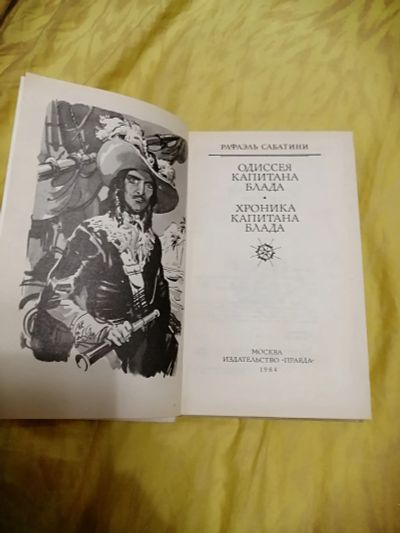 РАФАЭЛЬ САБАТИНИ
ОДИССЕЯ
КАПИТАНА
БЛАДА
•
ХРОНИКА
КАПИТАНА
БЛАДА
МОСКВА
ИЗДАТЕЛЬСТВО «ПРАВДА»
1984